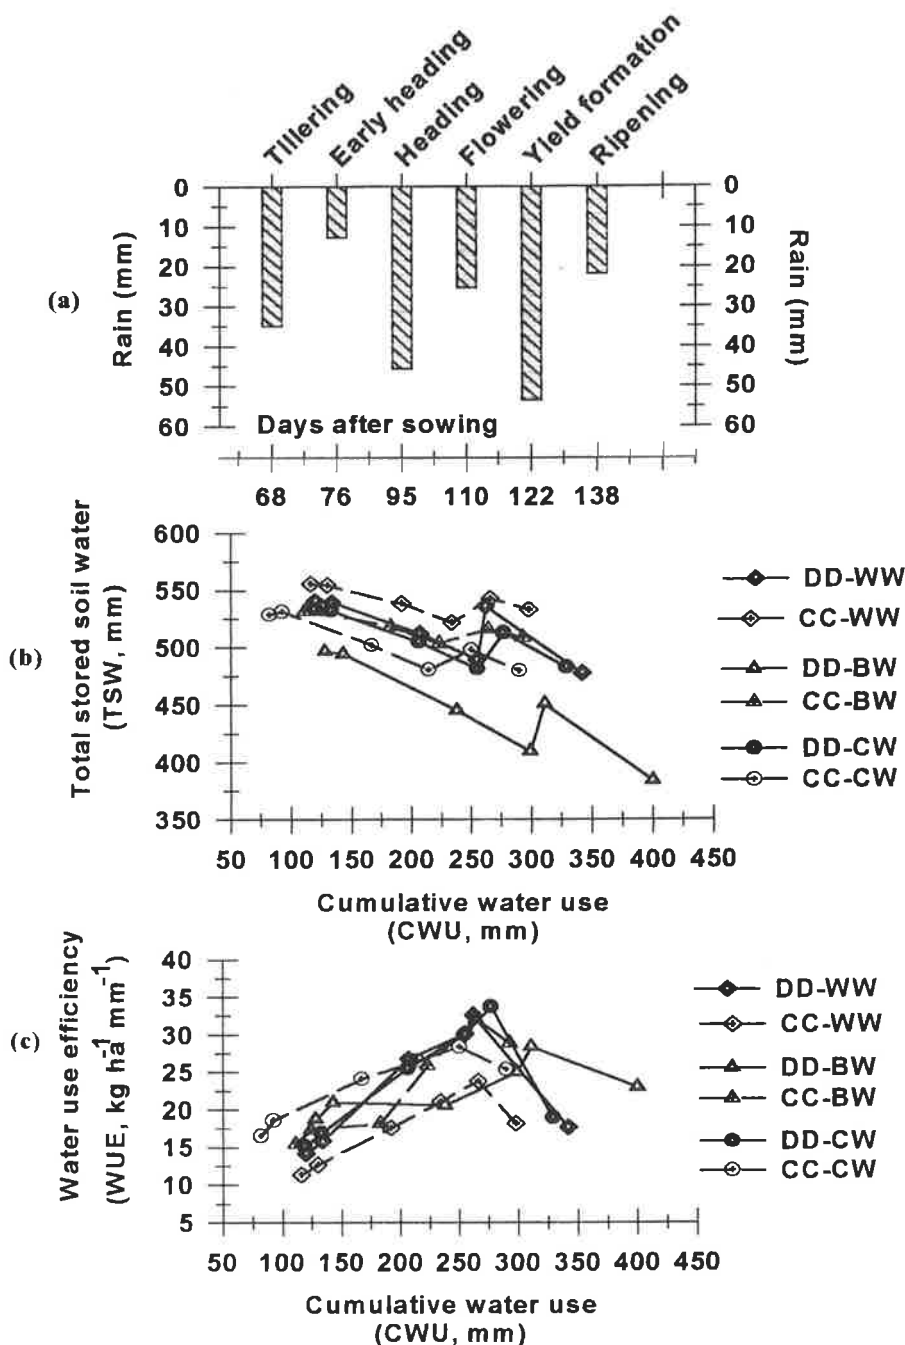 Tillering
Early heading
Heading
Flowering
Yield formation
Ripening
(a)
Rain (mm)
0
10
20
30
40
50
60
Rain (mm)
0
10
20
30
40
50
60
Days after sowing
68 76 95 110 122 138
(b)
Total stored soil water
(TSW, mm)
600
550
500
450
400
350
50 100 150 200 250 300 350 400 450
Cumulative water use
(CWU, mm)
DD-WW
CC-WW
DD-BW
CC-BW
DD-CW
CC-CW
(c)
Water use efficiency
(WUE, kg ha⁻¹ mm⁻¹)
40
35
30
25
20
15
10
5
50 100 150 200 250 300 350 400 450
Cumulative water use
(CWU, mm)
DD-WW
CC-WW
DD-BW
CC-BW
DD-CW
CC-CW